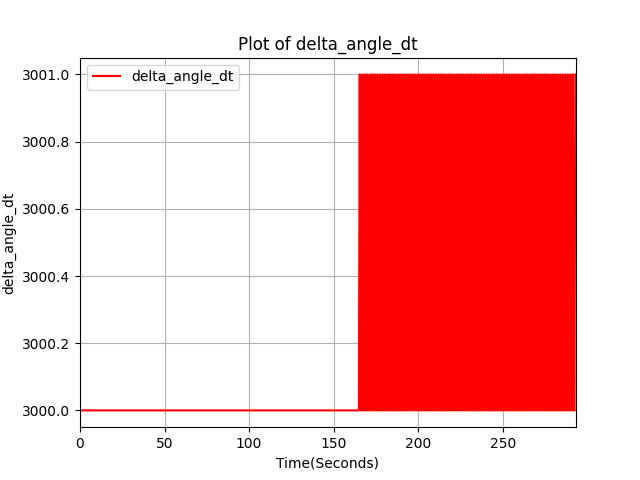 Plot of delta_angle_dt
delta_angle_dt
3001.0
3000.8
3000.6
3000.4
3000.2
3000.0
delta_angle_dt
0 50 100 150 200 250
Time(Seconds)